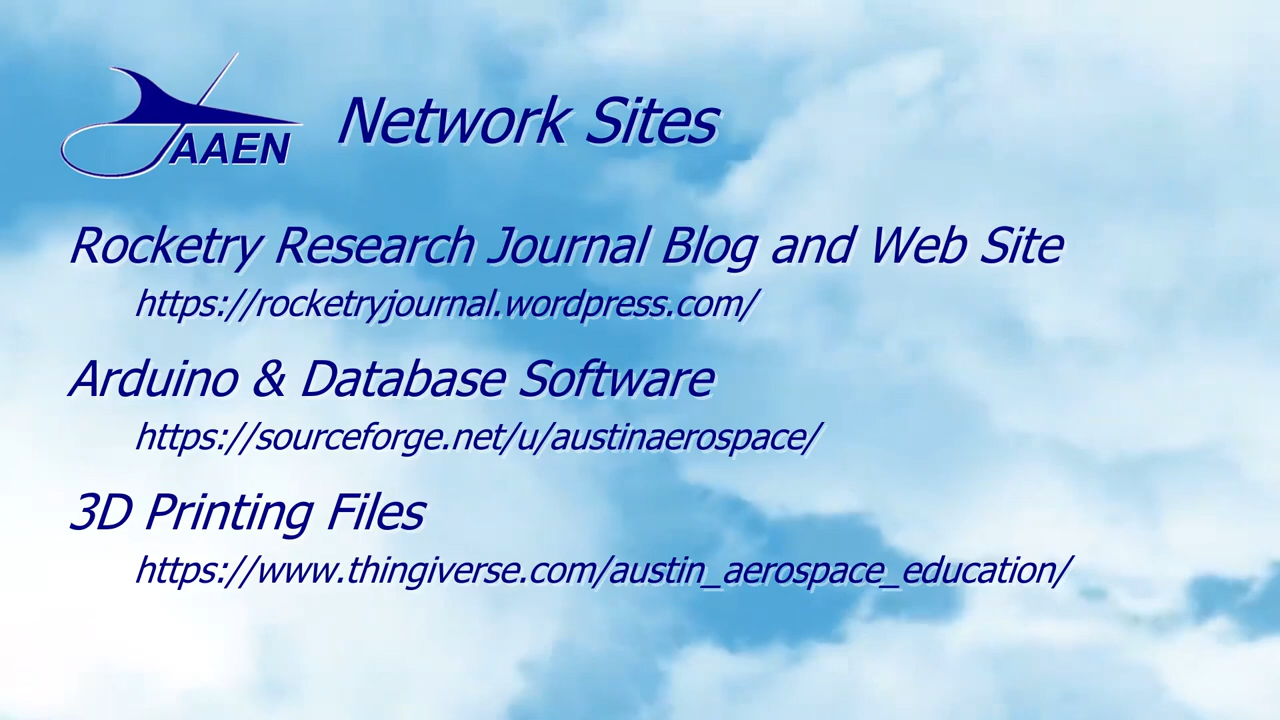 AAEN
Network Sites
Rocketry Research Journal Blog and Web Site
https://rocketryjournal.wordpress.com/
Arduino & Database Software
https://sourceforge.net/u/austinaerospace/
3D Printing Files
https://www.thingiverse.com/austin_aerospace_education/